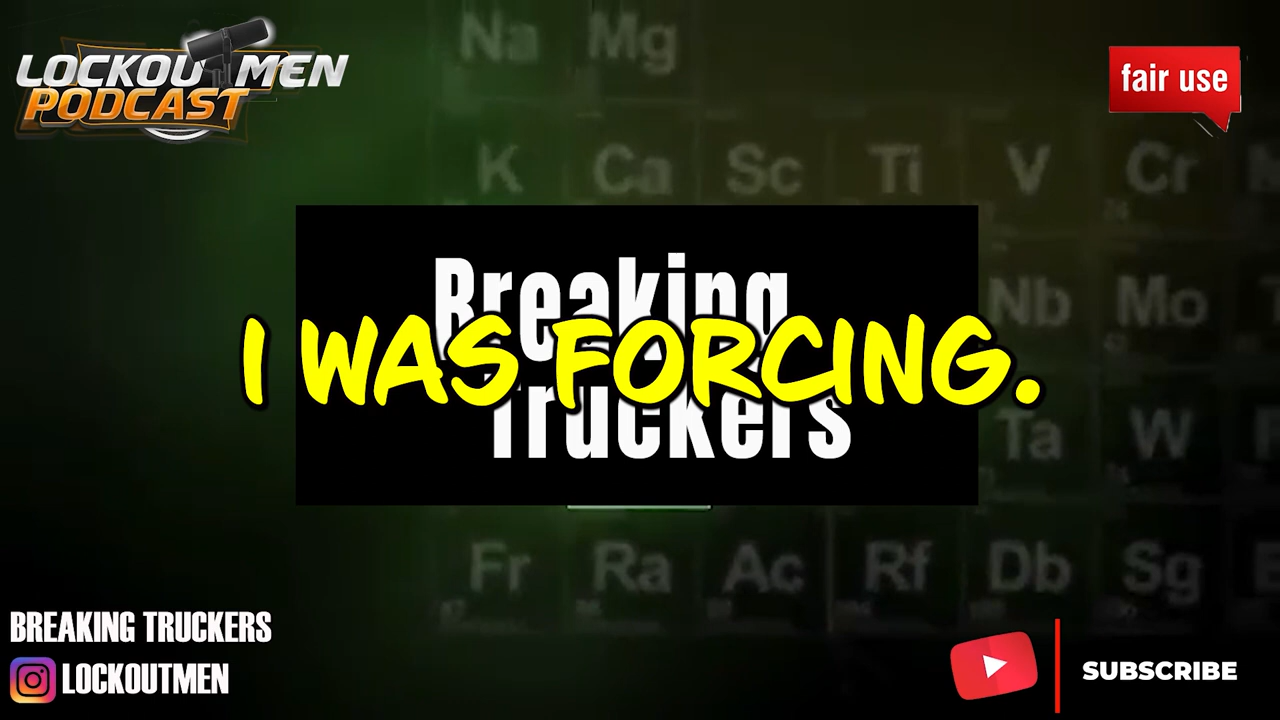 LOCKOUTMEN
PODCAST
fair use
Na Mg
K Ca Sc Ti V Cr
Breaking
Nb Mo
I WAS FORCING.
Truckers
Ta W
Fr Ra Ac Rf Db Sg
BREAKING TRUCKERS
LOCKOUTMEN
SUBSCRIBE